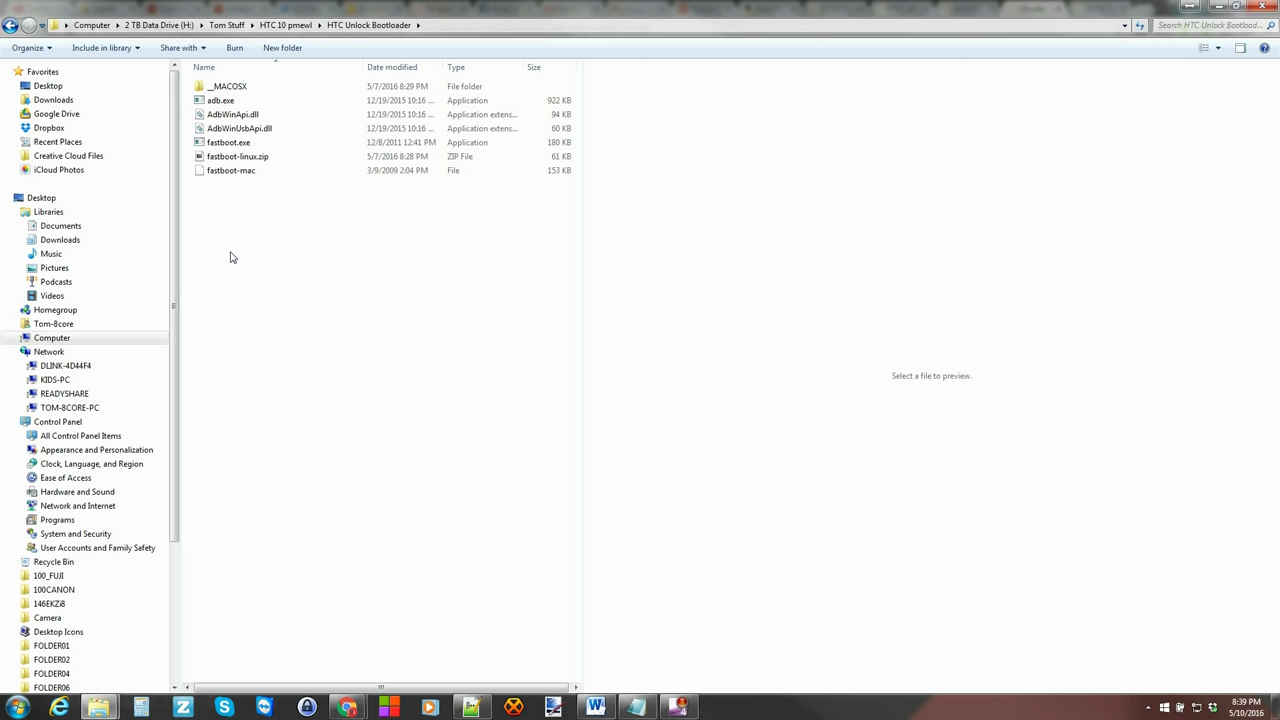 Computer ▸ 2 TB Data Drive (H:) ▸ Tom Stuff ▸ HTC 10 pmewl ▸ HTC Unlock Bootloader ▸
Search HTC Unlock Bootload...
Organize Include in library Share with Burn New folder
Name Date modified Type Size
__MACOSX 5/7/2016 8:29 PM File folder
adb.exe 12/19/2015 10:16 ... Application 922 KB
AdbWinApi.dll 12/19/2015 10:16 ... Application extens... 94 KB
AdbWinUsbApi.dll 12/19/2015 10:16 ... Application extens... 60 KB
fastboot.exe 12/8/2011 12:41 PM Application 180 KB
fastboot-linux.zip 5/7/2016 8:28 PM ZIP File 61 KB
fastboot-mac 3/9/2009 2:04 PM File 153 KB
Favorites
Desktop
Downloads
Google Drive
Dropbox
Recent Places
Creative Cloud Files
iCloud Photos
Desktop
Libraries
Documents
Downloads
Music
Pictures
Podcasts
Videos
Homegroup
Tom-8core
Computer
Network
DLINK-4D44F4
KIDS-PC
READYSHARE
TOM-8CORE-PC
Control Panel
All Control Panel Items
Appearance and Personalization
Clock, Language, and Region
Ease of Access
Hardware and Sound
Network and Internet
Programs
System and Security
User Accounts and Family Safety
Recycle Bin
100_FUJI
100CANON
146EKZi8
Camera
Desktop Icons
FOLDER01
FOLDER02
FOLDER04
FOLDER06
Select a file to preview.
8:39 PM
5/10/2016